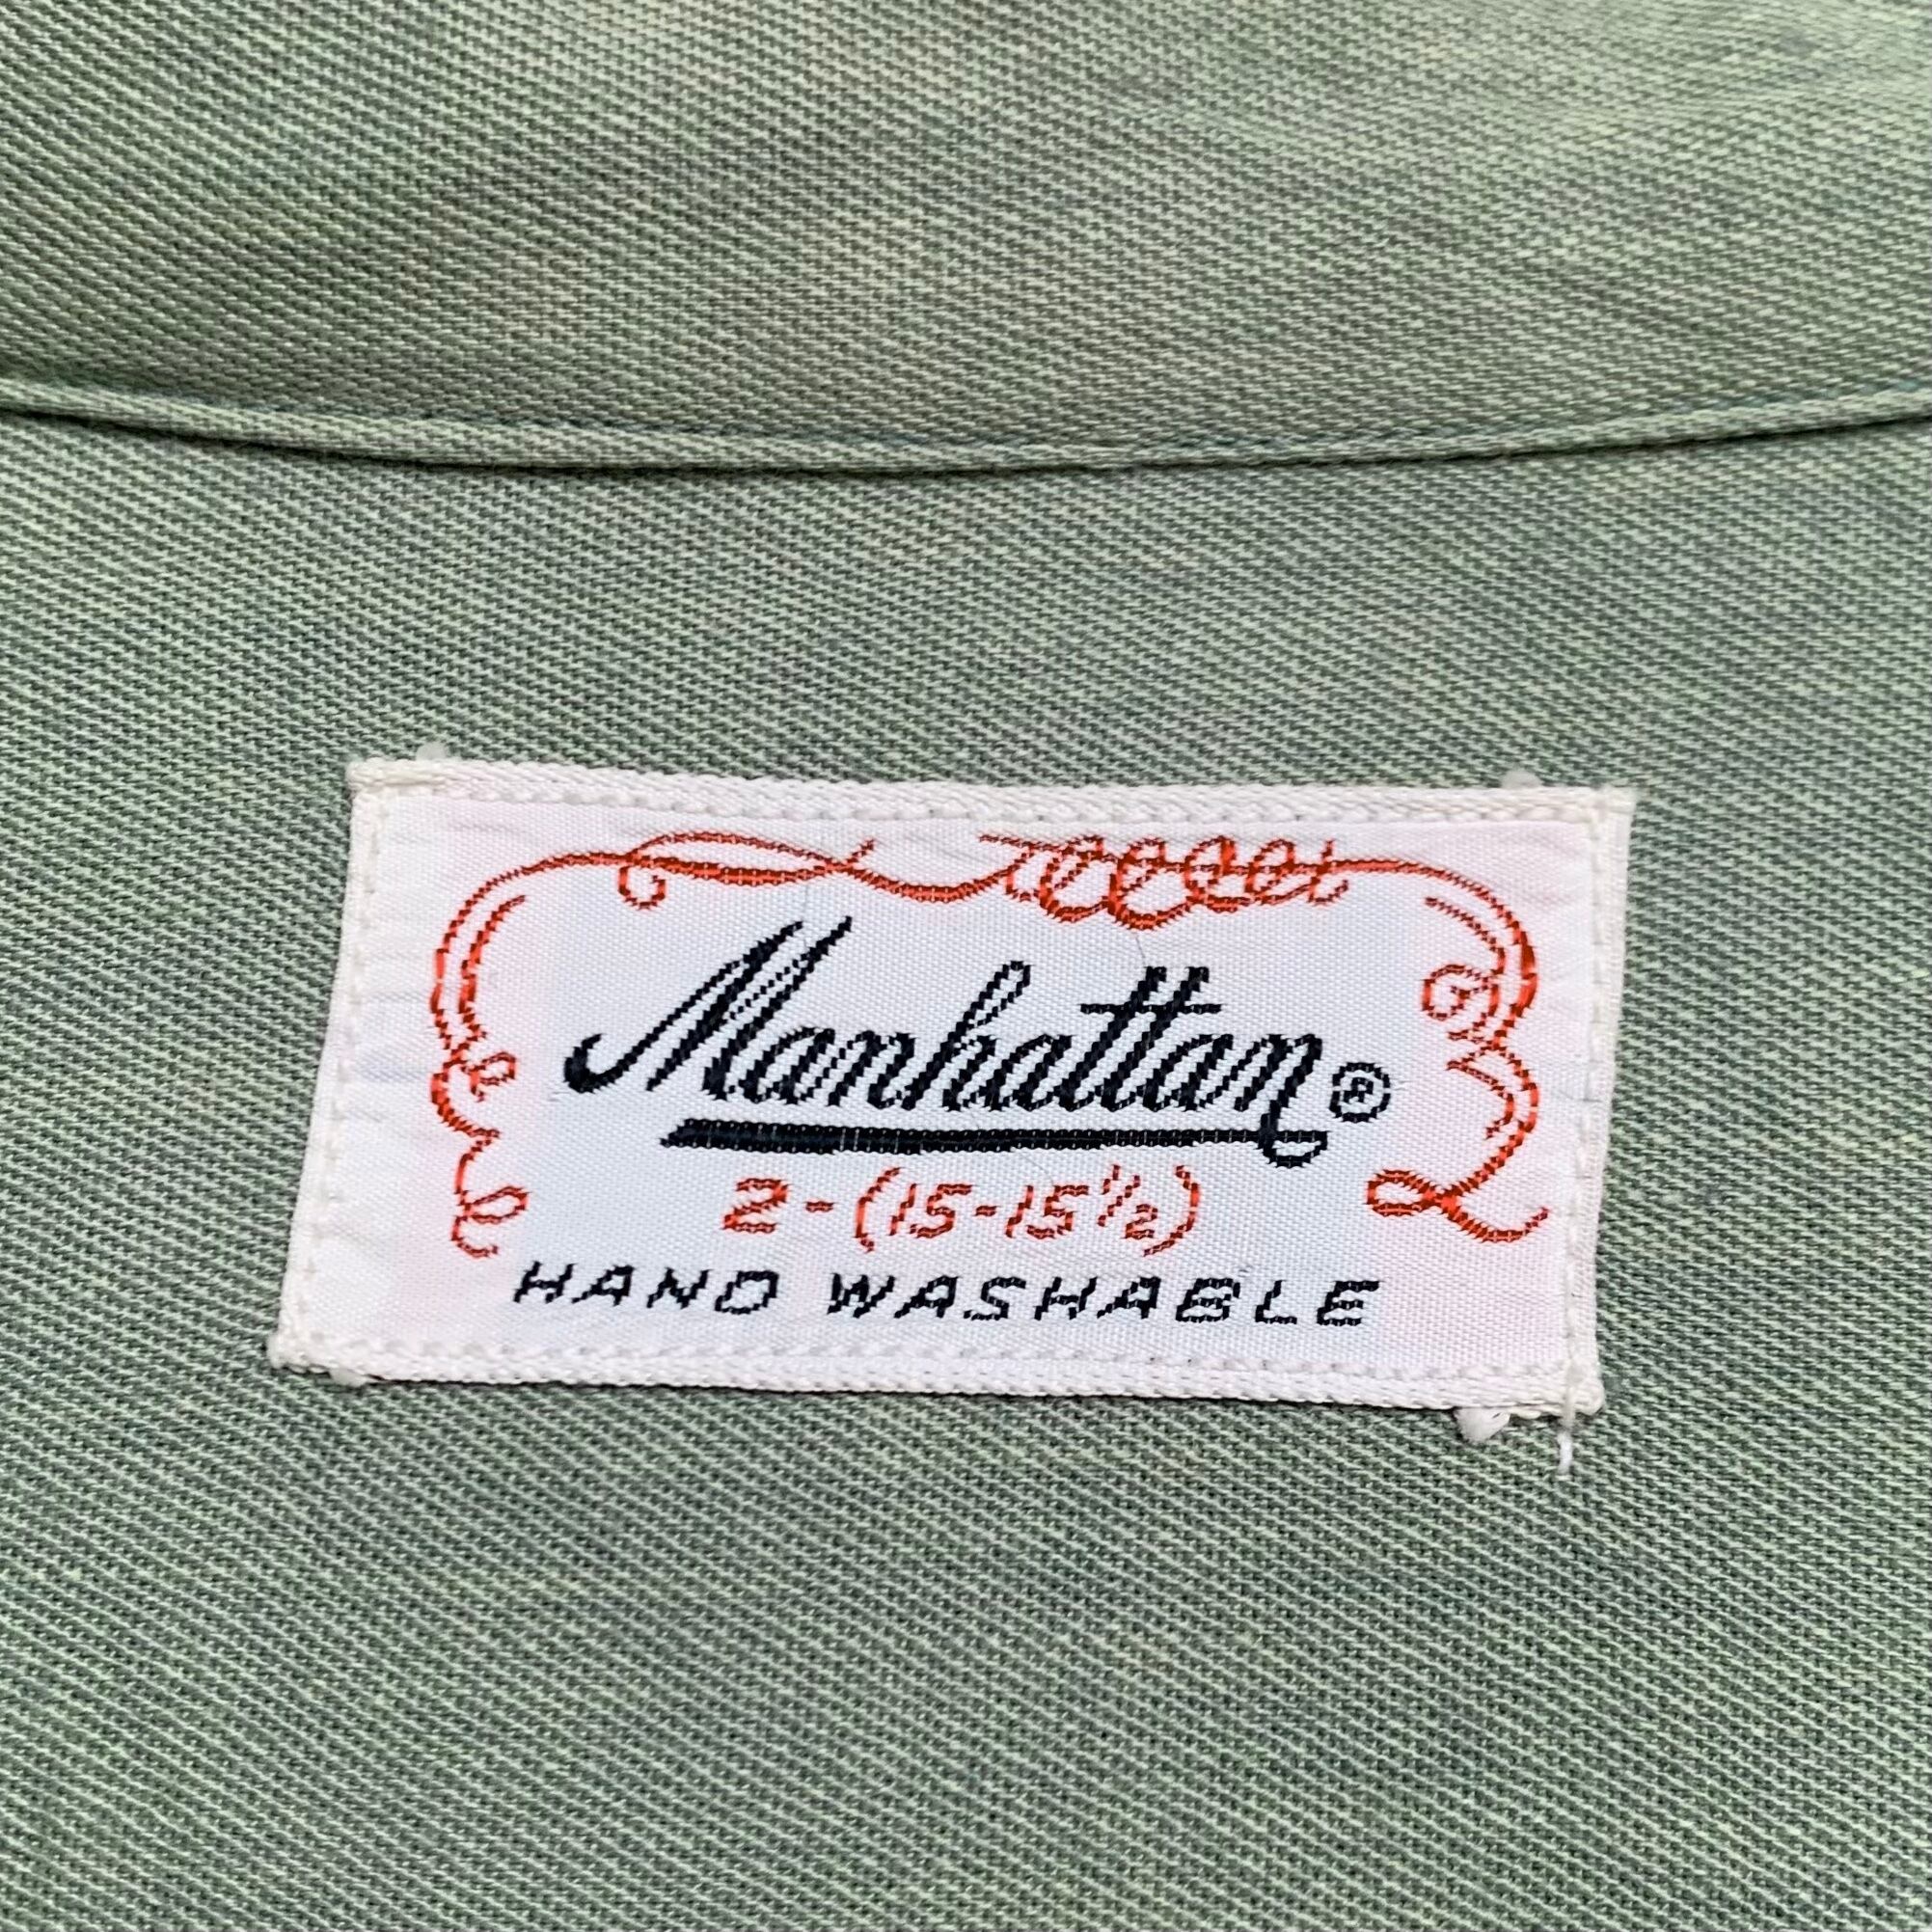 Manhattan®
2-(15-15½)
HAND WASHABLE